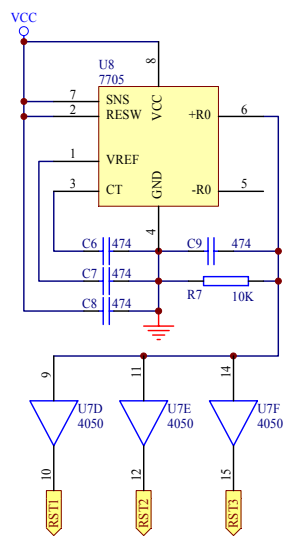 VCC
U8
7705
8
7 SNS VCC
2 RESW +R0 6
1 VREF
3 CT GND -R0 5
4
C6 474 C9 474
C7 474
R7 10K
C8 474
9 11 14
U7D U7E U7F
4050 4050 4050
10 12 15
RST1 RST2 RST3